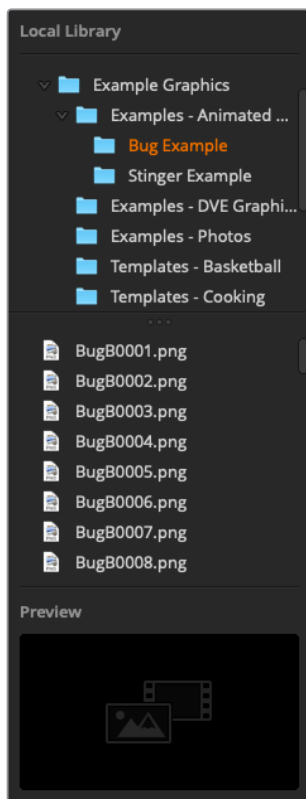 Local Library
Example Graphics
Examples - Animated ...
Bug Example
Stinger Example
Examples - DVE Graphi...
Examples - Photos
Templates - Basketball
Templates - Cooking
BugB0001.png
BugB0002.png
BugB0003.png
BugB0004.png
BugB0005.png
BugB0006.png
BugB0007.png
BugB0008.png
Preview